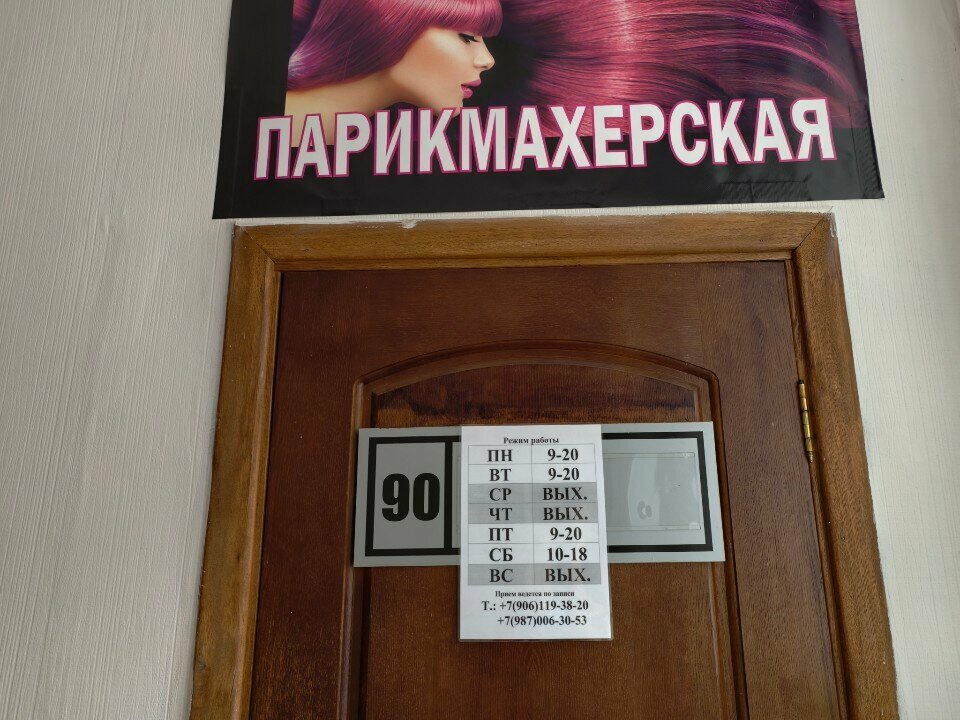 ПАРИКМАХЕРСКАЯ
90
Режим работы
ПН 9-20
ВТ 9-20
СР ВЫХ.
ЧТ ВЫХ.
ПТ 9-20
СБ 10-18
ВС ВЫХ.
Прием ведется по записи
Т.: +7(906)119-38-20
+7(987)006-30-53